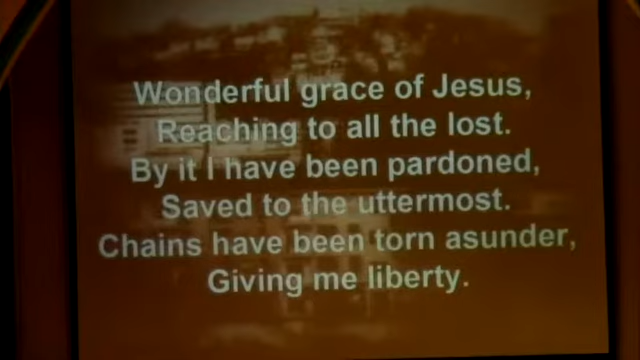 Wonderful grace of Jesus,
Reaching to all the lost.
By it I have been pardoned,
Saved to the uttermost.
Chains have been torn asunder,
Giving me liberty.